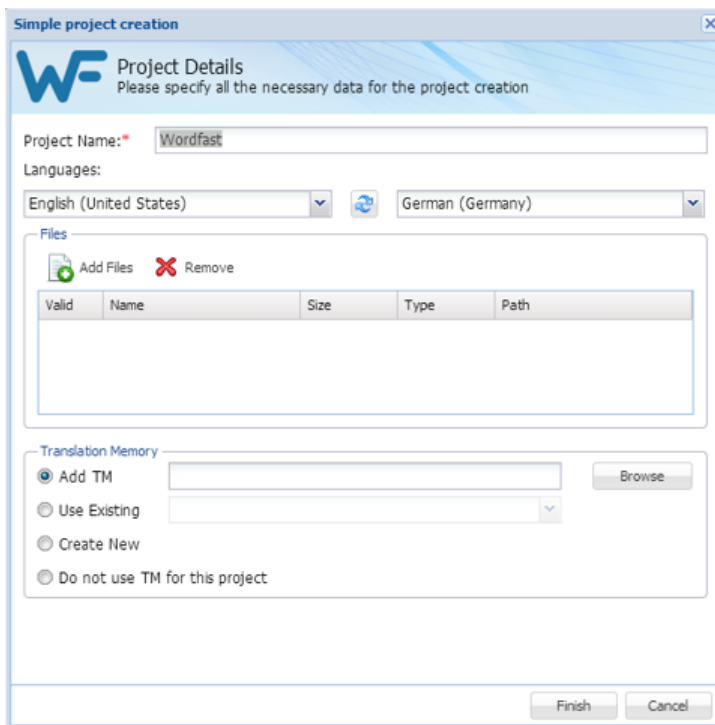 Simple project creation
WF Project Details
Please specify all the necessary data for the project creation
Project Name:* Wordfast
Languages:
English (United States) German (Germany)
Files
Add Files Remove
Valid Name Size Type Path
Translation Memory
Add TM Browse
Use Existing
Create New
Do not use TM for this project
Finish Cancel